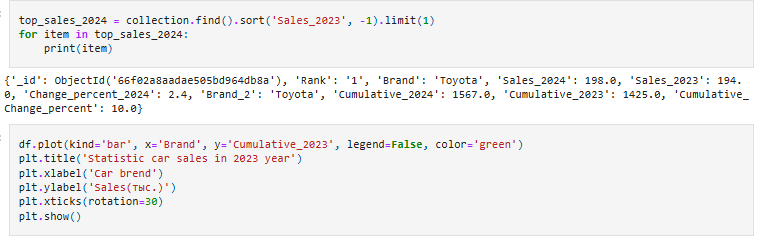 top_sales_2024 = collection.find().sort('Sales_2023', -1).limit(1)
for item in top_sales_2024:
    print(item)
{'_id': ObjectId('66f02a8aadae505bd964db8a'), 'Rank': '1', 'Brand': 'Toyota', 'Sales_2024': 198.0, 'Sales_2023': 194.
0, 'Change_percent_2024': 2.4, 'Brand_2': 'Toyota', 'Cumulative_2024': 1567.0, 'Cumulative_2023': 1425.0, 'Cumulative_
Change_percent': 10.0}
df.plot(kind='bar', x='Brand', y='Cumulative_2023', legend=False, color='green')
plt.title('Statistic car sales in 2023 year')
plt.xlabel('Car brend')
plt.ylabel('Sales(тыс.)')
plt.xticks(rotation=30)
plt.show()